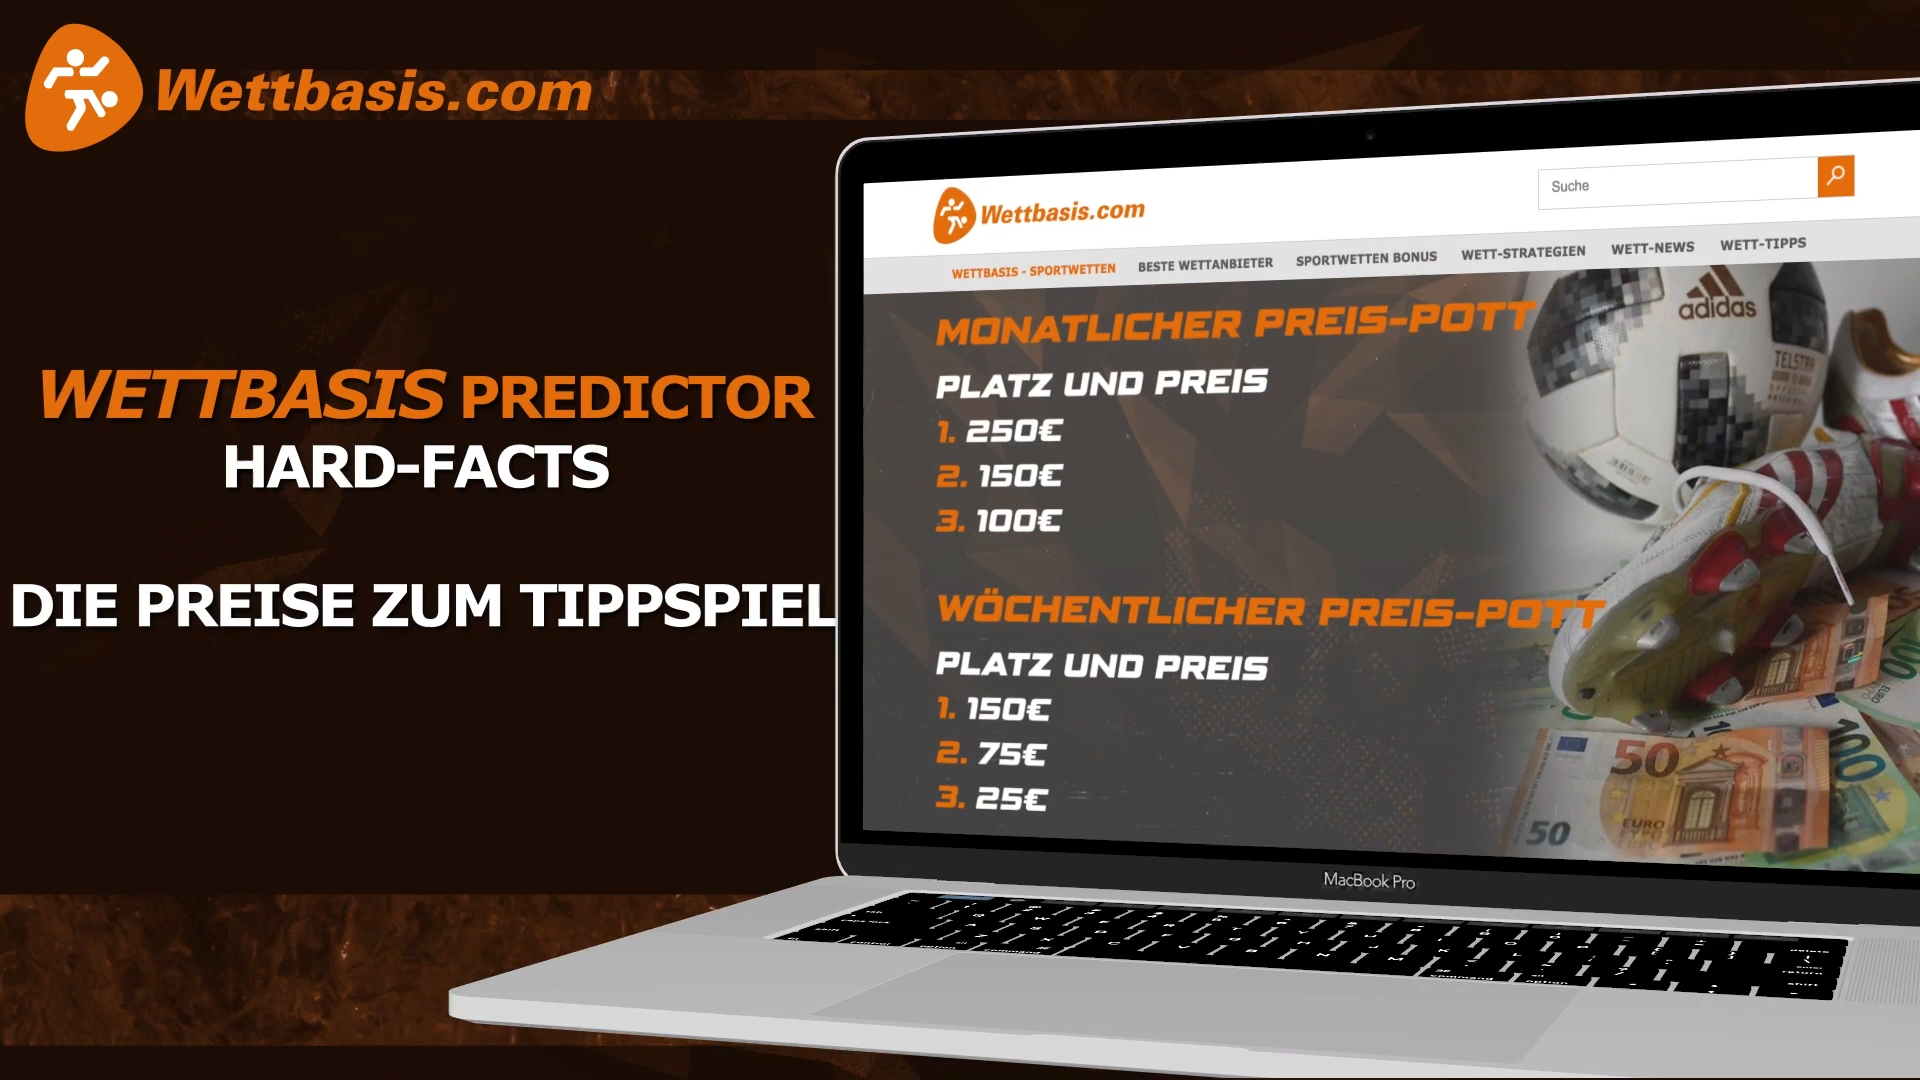 Wettbasis.com
WETTBASIS PREDICTOR
HARD-FACTS
DIE PREISE ZUM TIPPSPIEL
Wettbasis.com
Suche
WETTBASIS - SPORTWETTEN BESTE WETTANBIETER SPORTWETTEN BONUS WETT-STRATEGIEN WETT-NEWS WETT-TIPPS
MONATLICHER PREIS-POTT
PLATZ UND PREIS
1. 250€
2. 150€
3. 100€
WÖCHENTLICHER PREIS-POTT
PLATZ UND PREIS
1. 150€
2. 75€
3. 25€
adidas
TELSTAR
50
100
100
50
EURO
MacBook Pro